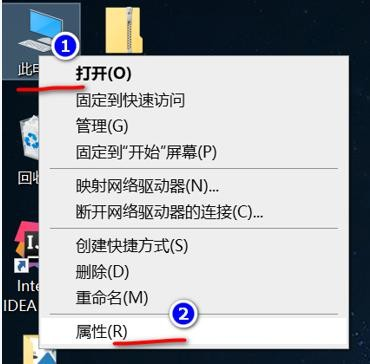 1
此电
打开(O)
固定到快速访问
管理(G)
固定到“开始”屏幕(P)
回收
映射网络驱动器(N)...
断开网络驱动器的连接(C)...
创建快捷方式(S)
删除(D)
Inte
IDEA
重命名(M)
2
属性(R)